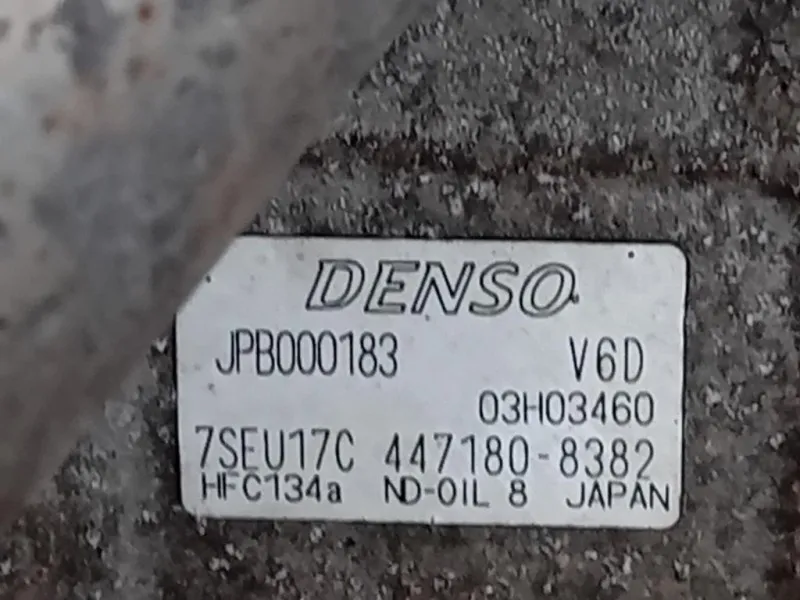 DENSO
JPB000183 V6D
03H03460
7SEU17C 447180-8382
HFC134a ND-OIL 8 JAPAN